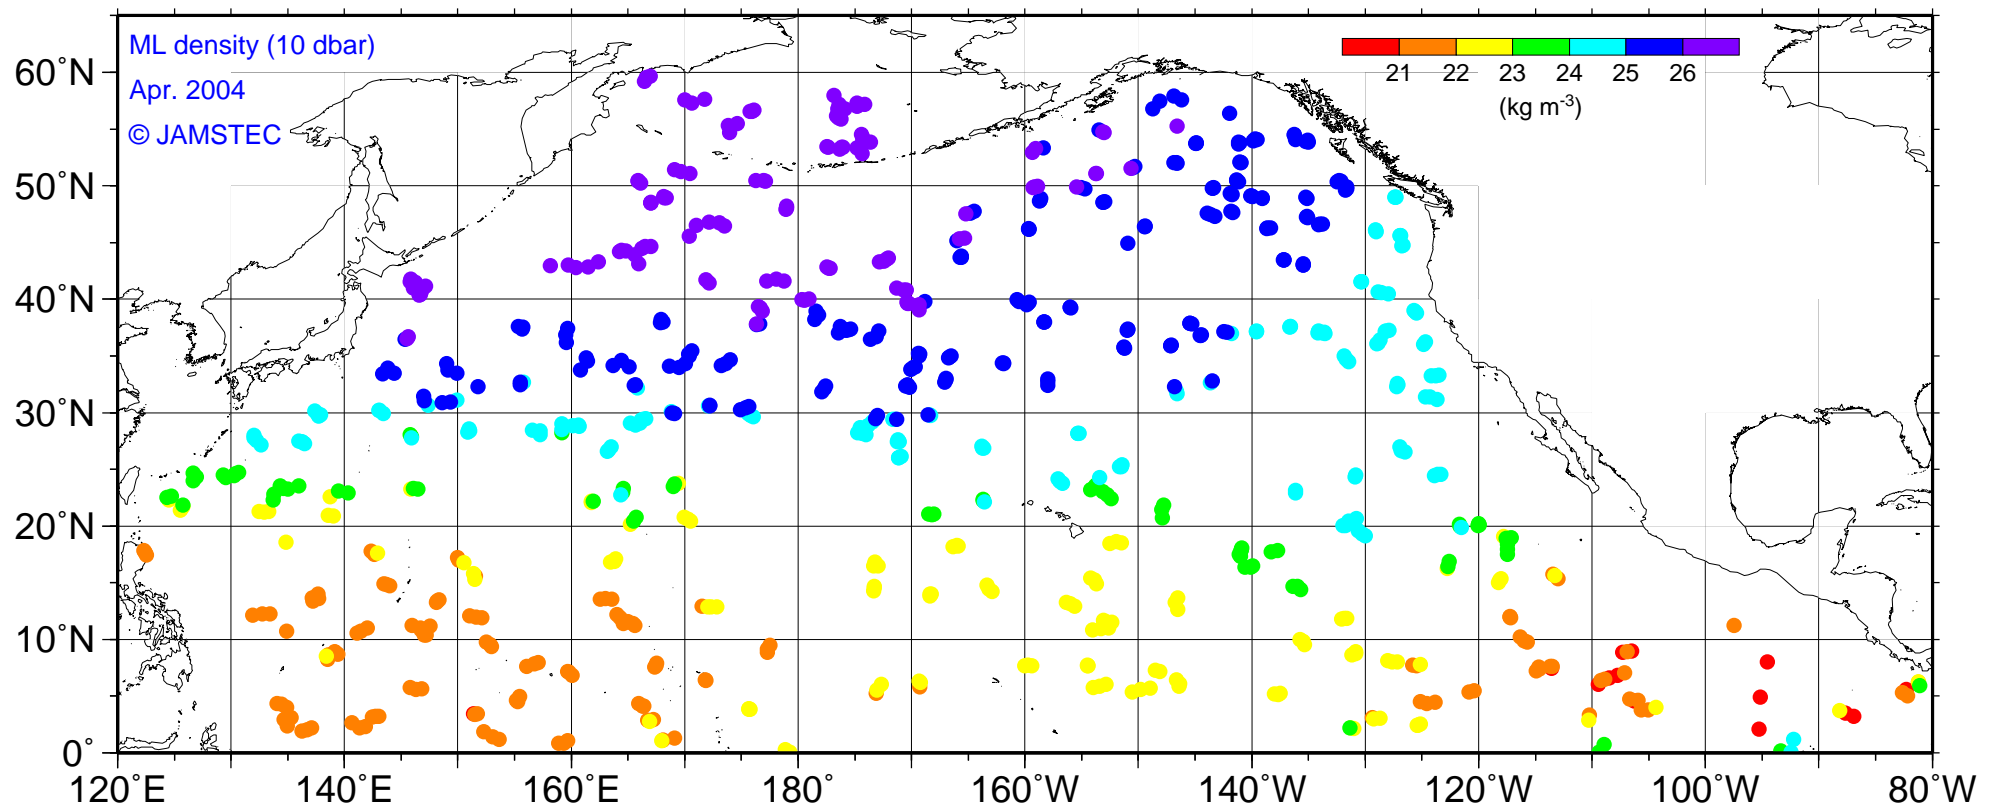 ML density (10 dbar)
Apr. 2004
© JAMSTEC
21 22 23 24 25 26
(kg m-3)
60˚N
50˚N
40˚N
30˚N
20˚N
10˚N
0˚
120˚E 140˚E 160˚E 180˚ 160˚W 140˚W 120˚W 100˚W 80˚W